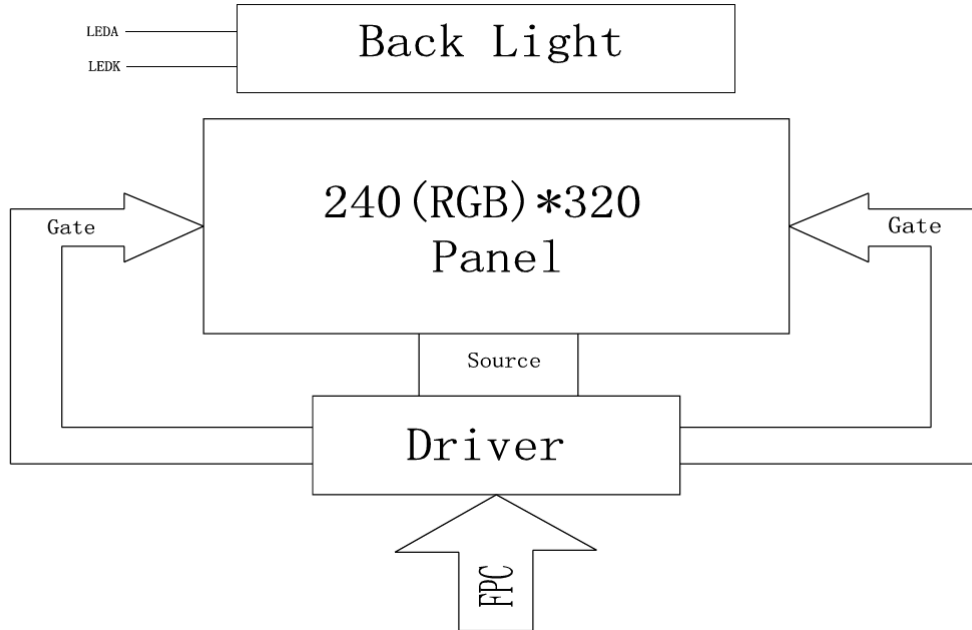 LEDA
LEDK
Back Light
240(RGB)*320
Panel
Gate
Gate
Source
Driver
FPC